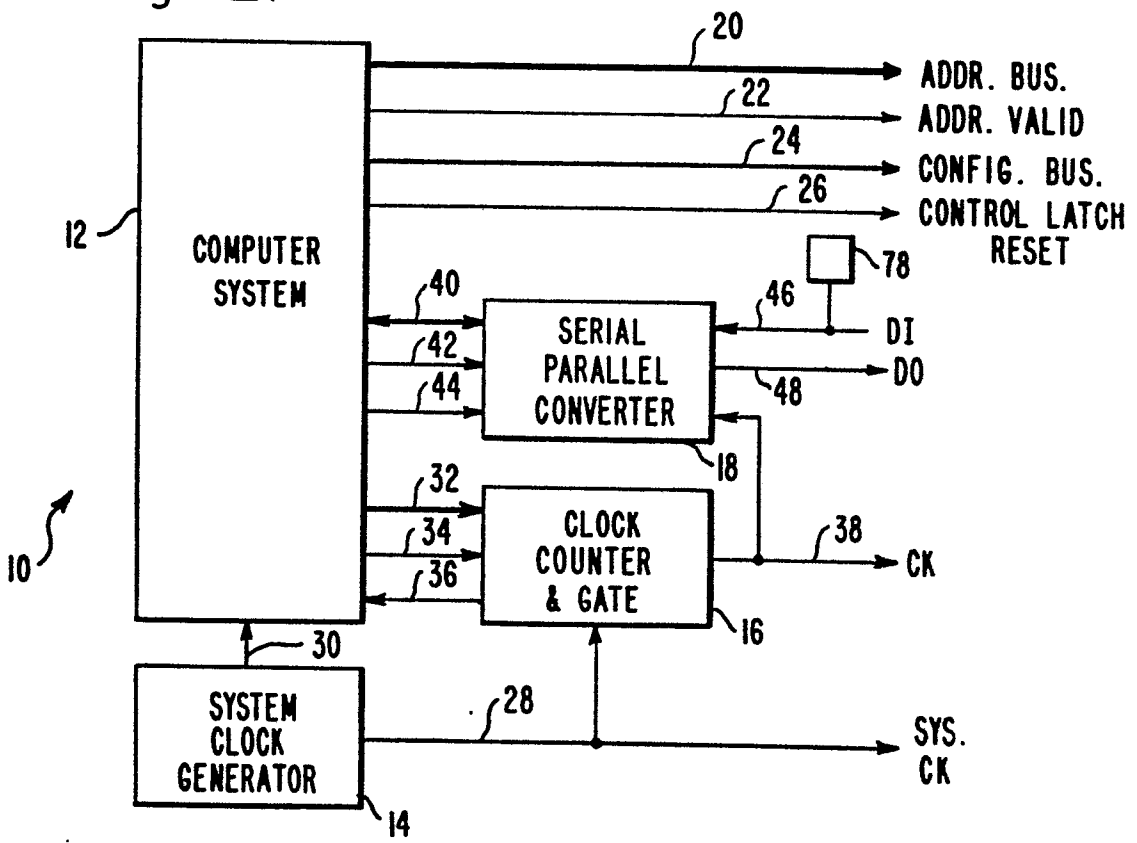 20
ADDR. BUS.
22
ADDR. VALID
24
CONFIG. BUS.
26
CONTROL LATCH
RESET
12
COMPUTER
SYSTEM
78
40
46
SERIAL
PARALLEL
CONVERTER
DI
42
DO
48
44
18
32
CLOCK
COUNTER
& GATE
34
38
CK
10
36
16
30
SYSTEM
CLOCK
GENERATOR
28
SYS.
CK
14